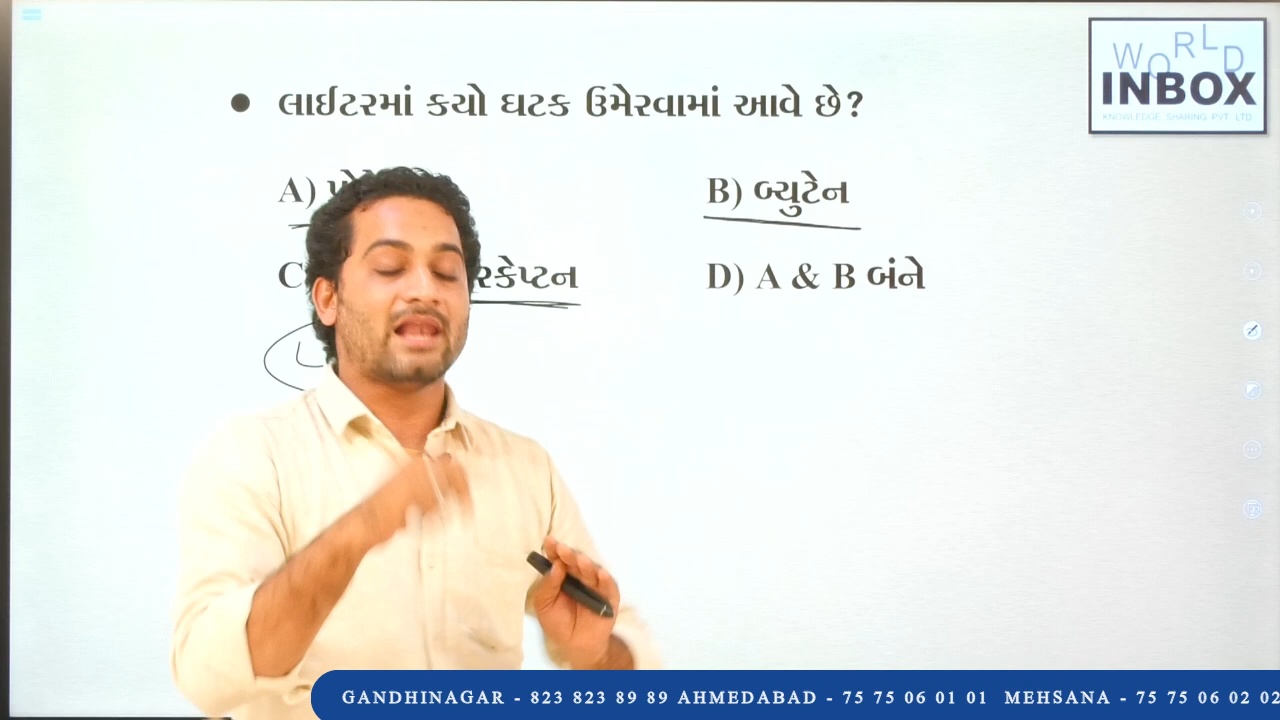 WORLD
INBOX
KNOWLEDGE SHARING PVT. LTD
● લાઈટરમાં કયો ઘટક ઉમેરવામાં આવે છે?
A)
B) બ્યુટેન
C
રકેપ્ટન
D) A & B બંને
GANDHINAGAR - 823 823 89 89 AHMEDABAD - 75 75 06 01 01 MEHSANA - 75 75 06 02 02